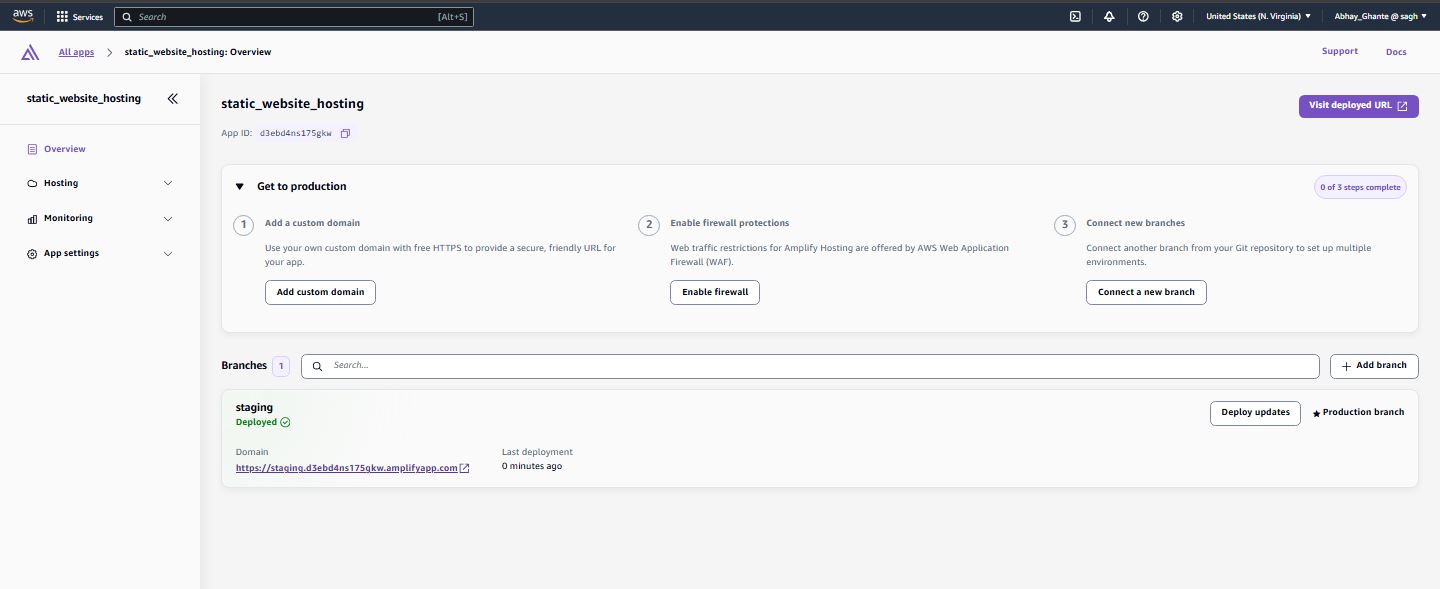 aws
Services
Search
[Alt+S]
United States (N. Virginia)
Abhay_Ghante @ sagh
All apps
static_website_hosting: Overview
Support
Docs
static_website_hosting
Overview
Hosting
Monitoring
App settings
static_website_hosting
Visit deployed URL
App ID: d3ebd4ns175gkw
Get to production
0 of 3 steps complete
1
Add a custom domain
Use your own custom domain with free HTTPS to provide a secure, friendly URL for
your app.
Add custom domain
2
Enable firewall protections
Web traffic restrictions for Amplify Hosting are offered by AWS Web Application
Firewall (WAF).
Enable firewall
3
Connect new branches
Connect another branch from your Git repository to set up multiple
environments.
Connect a new branch
Branches 1
Search...
Add branch
staging
Deployed
Deploy updates
Production branch
Domain
https://staging.d3ebd4ns175gkw.amplifyapp.com
Last deployment
0 minutes ago